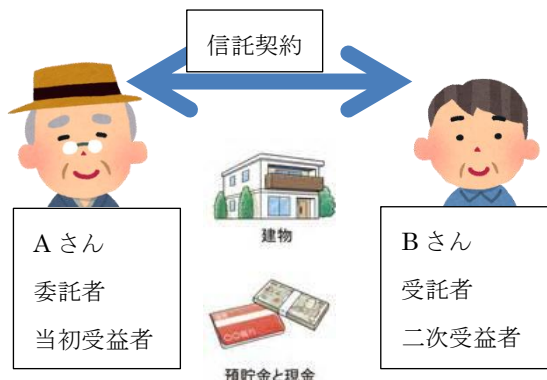 信託契約
Aさん
委託者
当初受益者
建物
預貯金と現金
Bさん
受託者
二次受益者